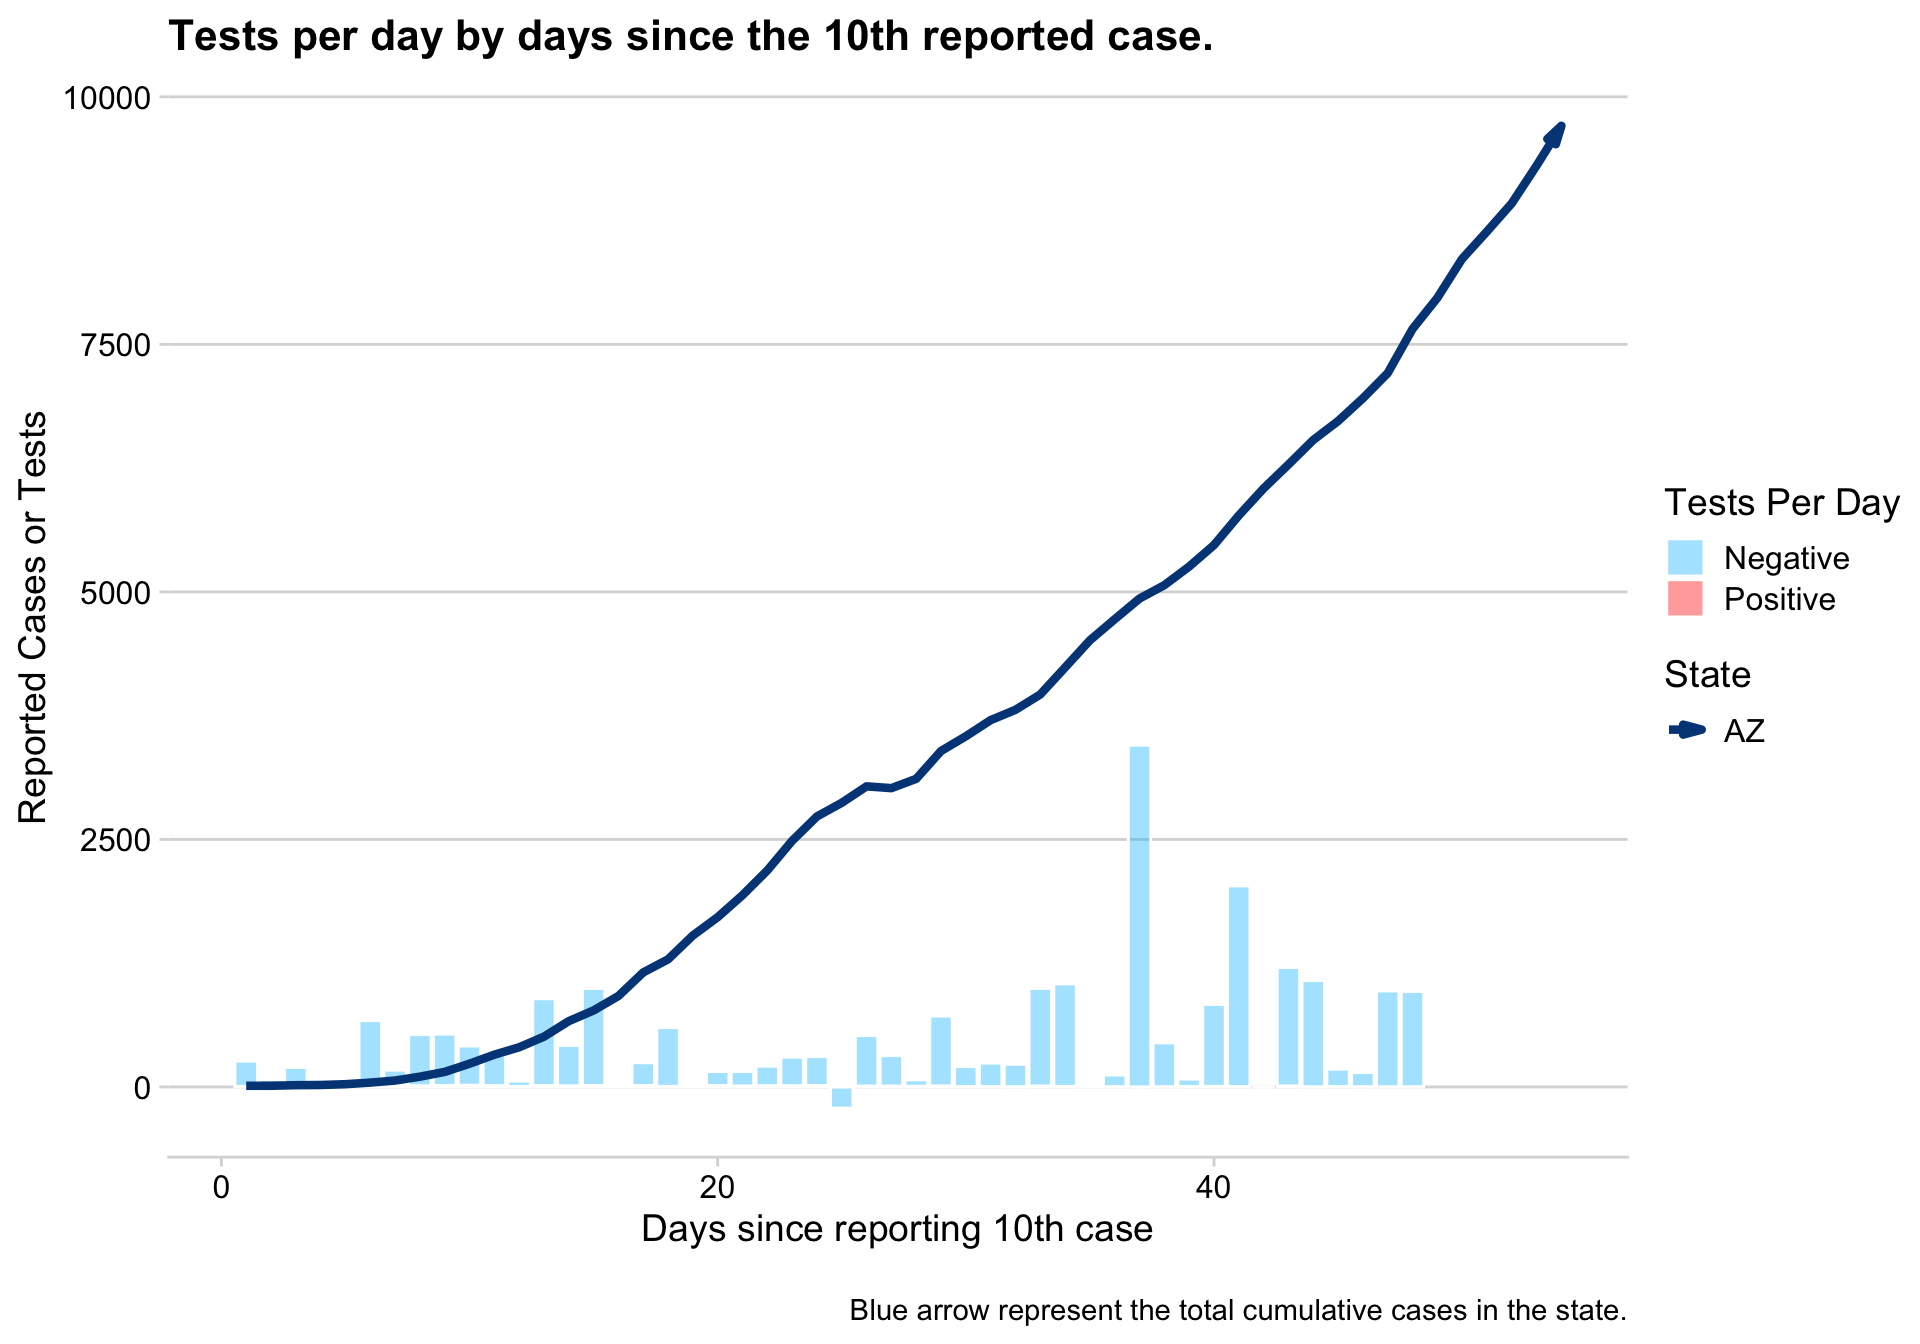 Tests per day by days since the 10th reported case.
10000
7500
5000
2500
0
Reported Cases or Tests
0 20 40
Days since reporting 10th case
Tests Per Day
Negative
Positive
State
AZ
Blue arrow represent the total cumulative cases in the state.